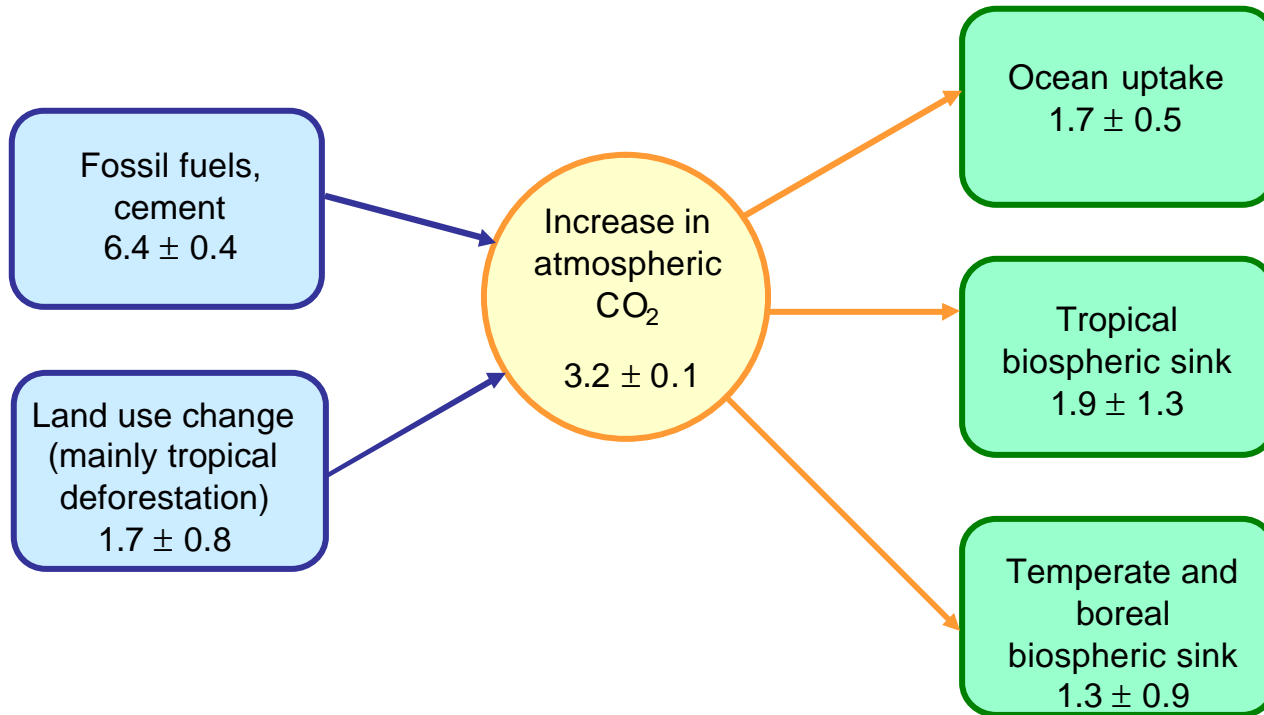 Fossil fuels,
cement
6.4 ± 0.4
Land use change
(mainly tropical
deforestation)
1.7 ± 0.8
Increase in
atmospheric
CO₂
3.2 ± 0.1
Ocean uptake
1.7 ± 0.5
Tropical
biospheric sink
1.9 ± 1.3
Temperate and
boreal
biospheric sink
1.3 ± 0.9